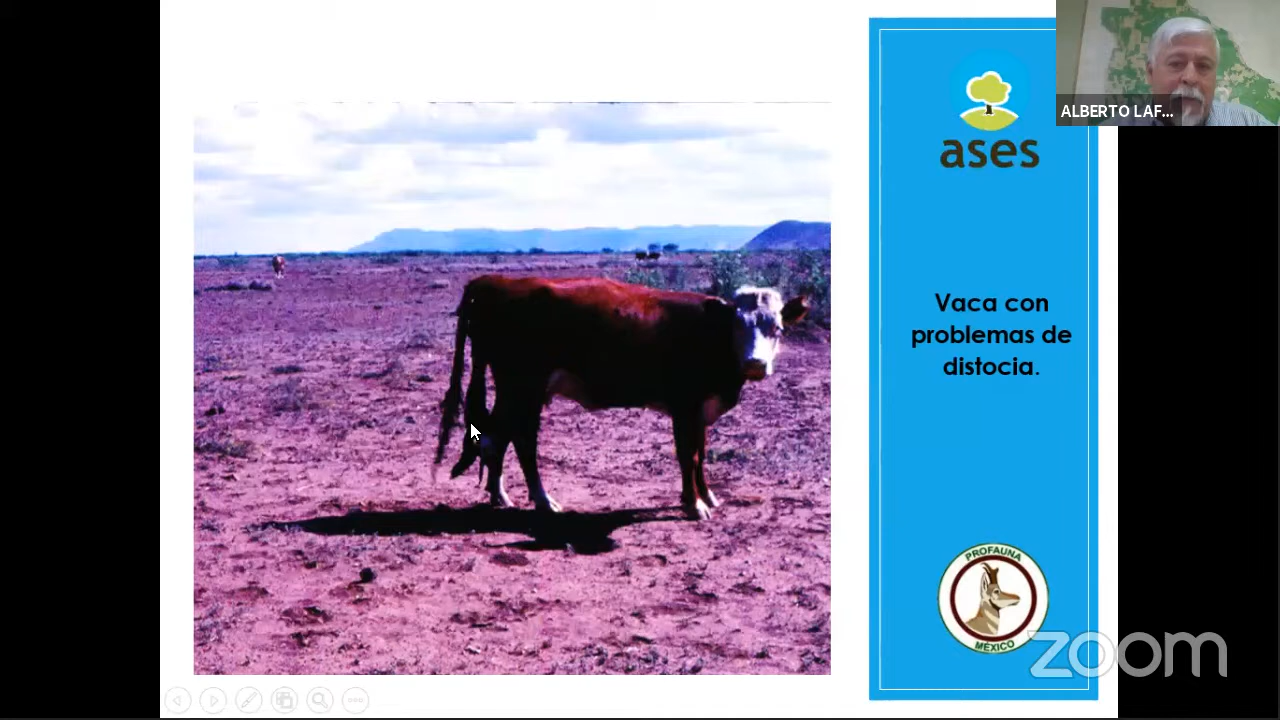 ALBERTO LAF...
ases
Vaca con
problemas de
distocia.
PROFAUNA
MÉXICO
zoom